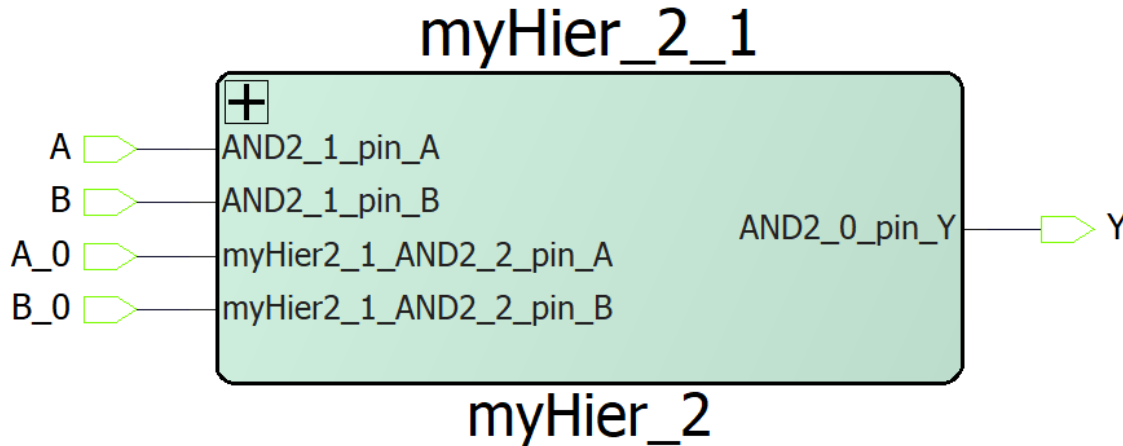 myHier_2_1
A AND2_1_pin_A
B AND2_1_pin_B
AND2_0_pin_Y Y
A_0 myHier2_1_AND2_2_pin_A
B_0 myHier2_1_AND2_2_pin_B
myHier_2